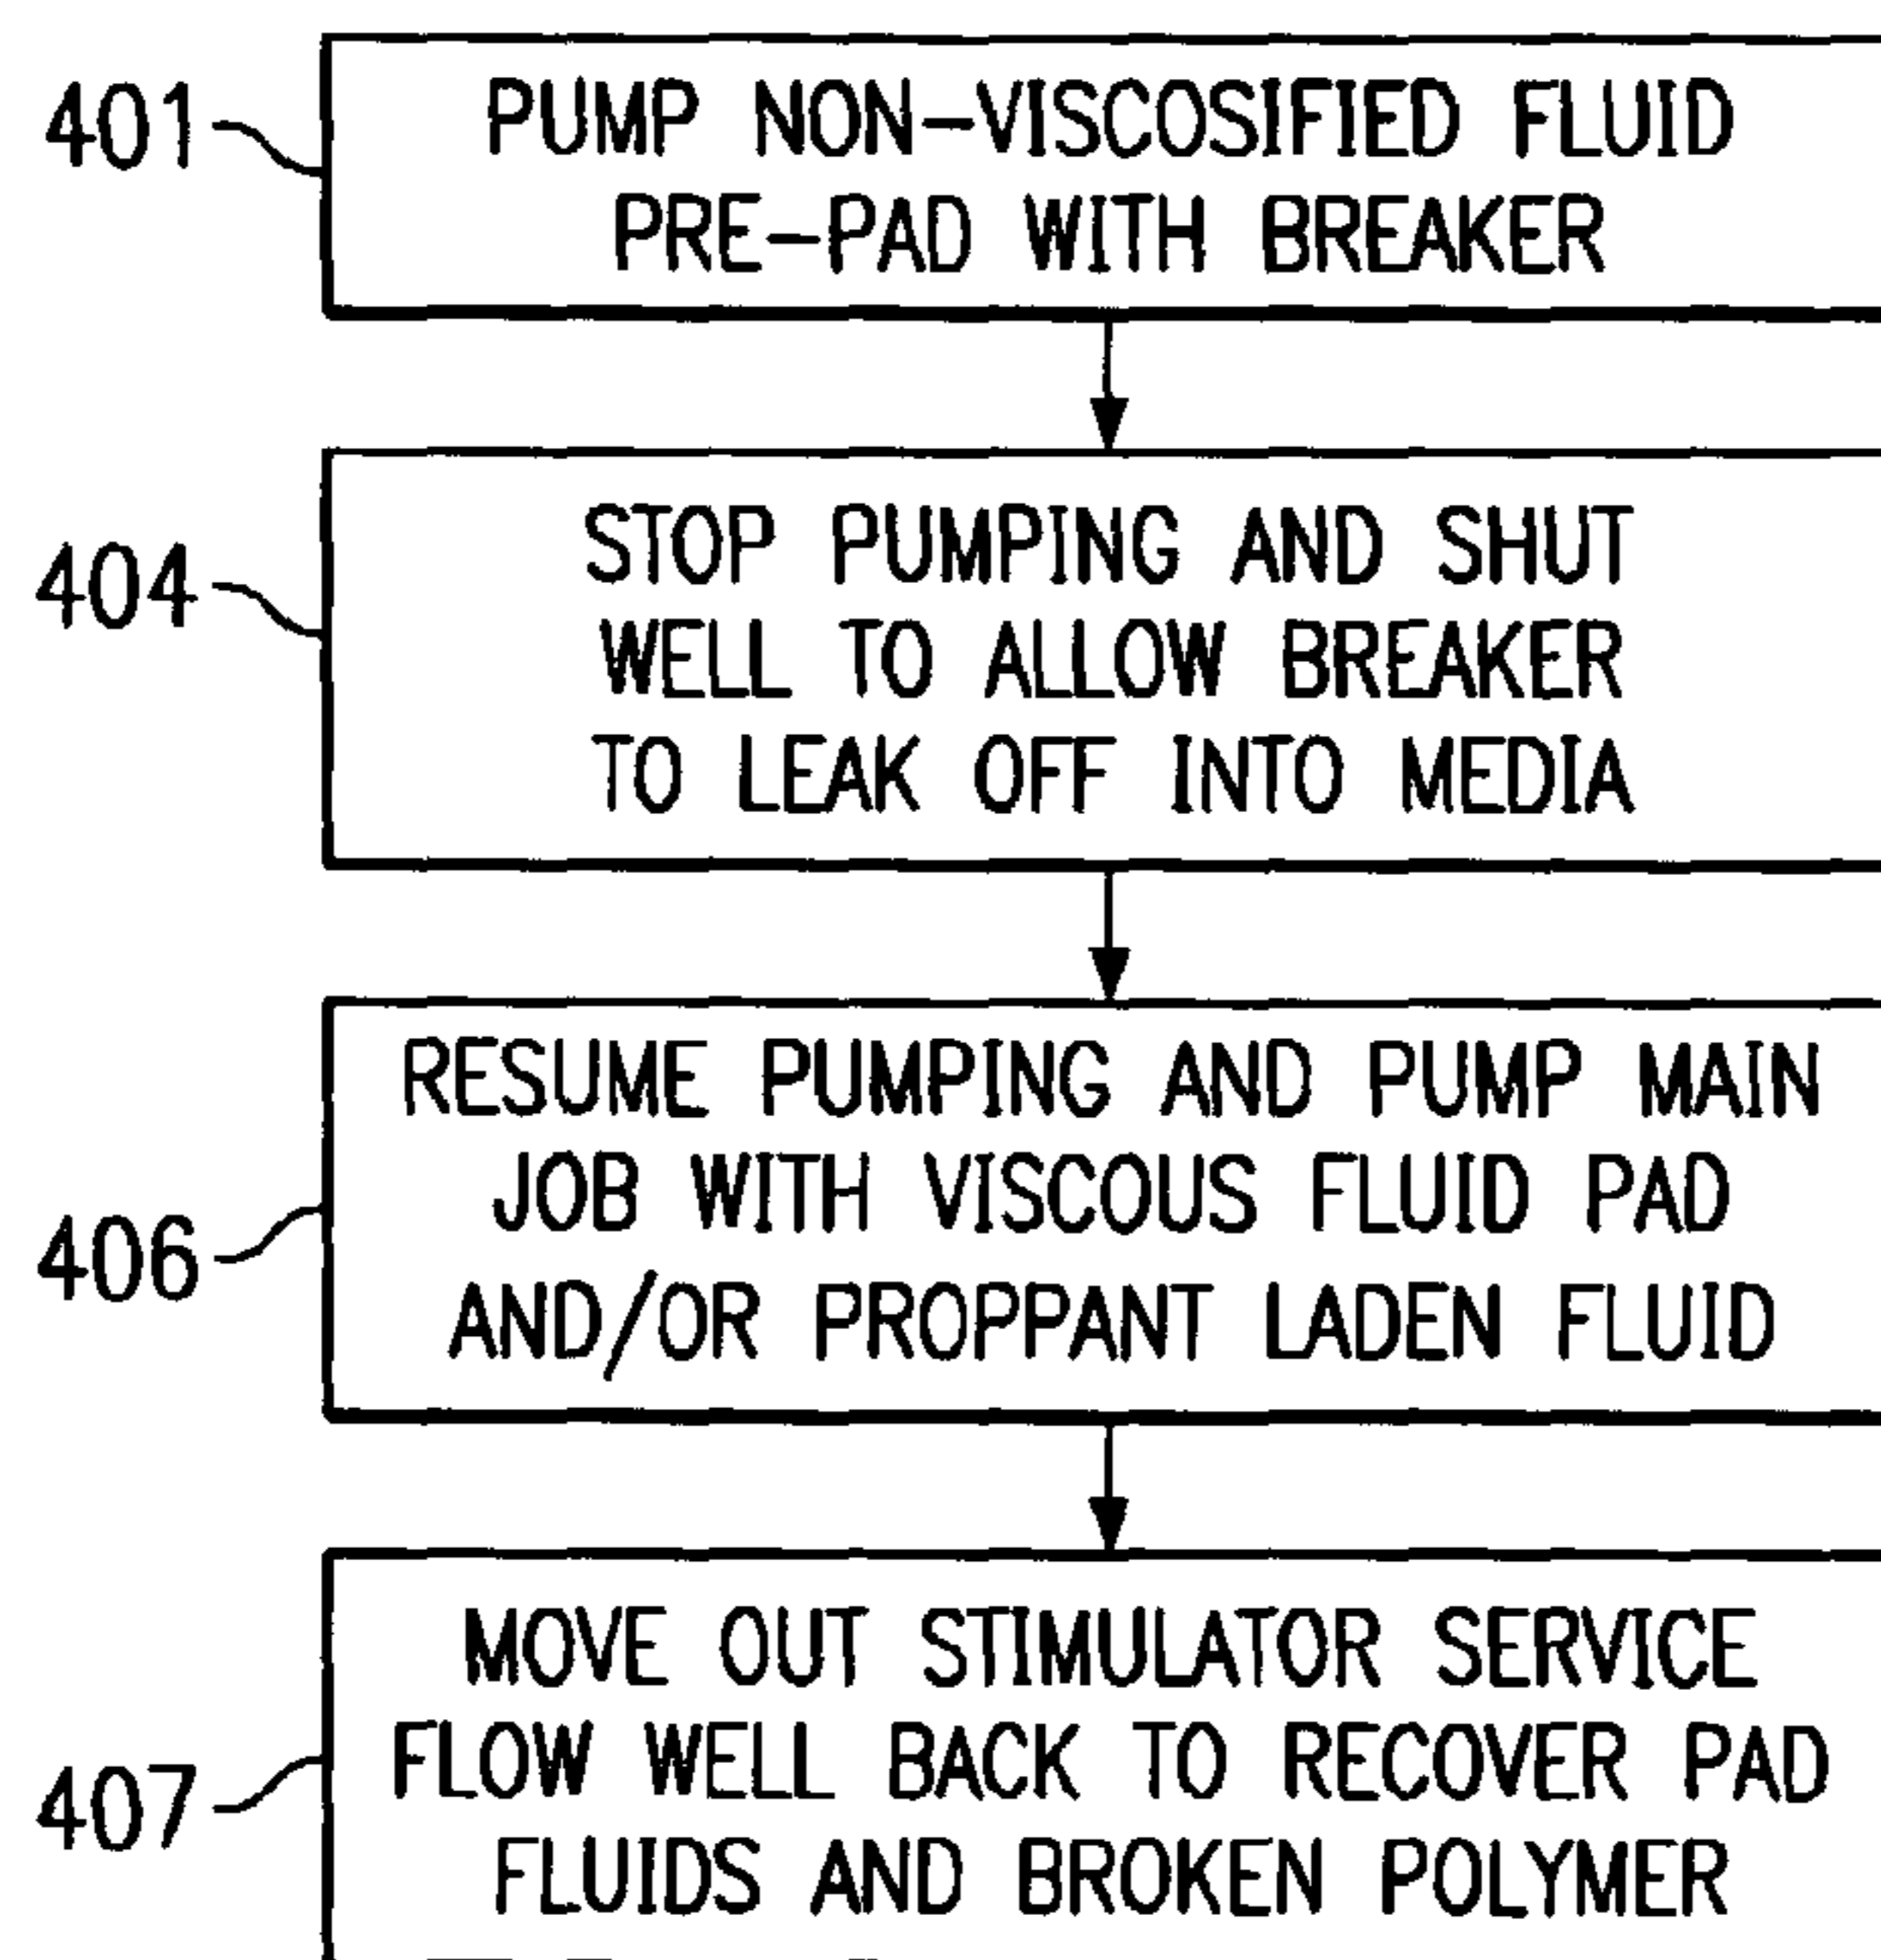 401
PUMP NON-VISCOSIFIED FLUID
PRE-PAD WITH BREAKER
404
STOP PUMPING AND SHUT
WELL TO ALLOW BREAKER
TO LEAK OFF INTO MEDIA
406
RESUME PUMPING AND PUMP MAIN
JOB WITH VISCOUS FLUID PAD
AND/OR PROPPANT LADEN FLUID
407
MOVE OUT STIMULATOR SERVICE
FLOW WELL BACK TO RECOVER PAD
FLUIDS AND BROKEN POLYMER